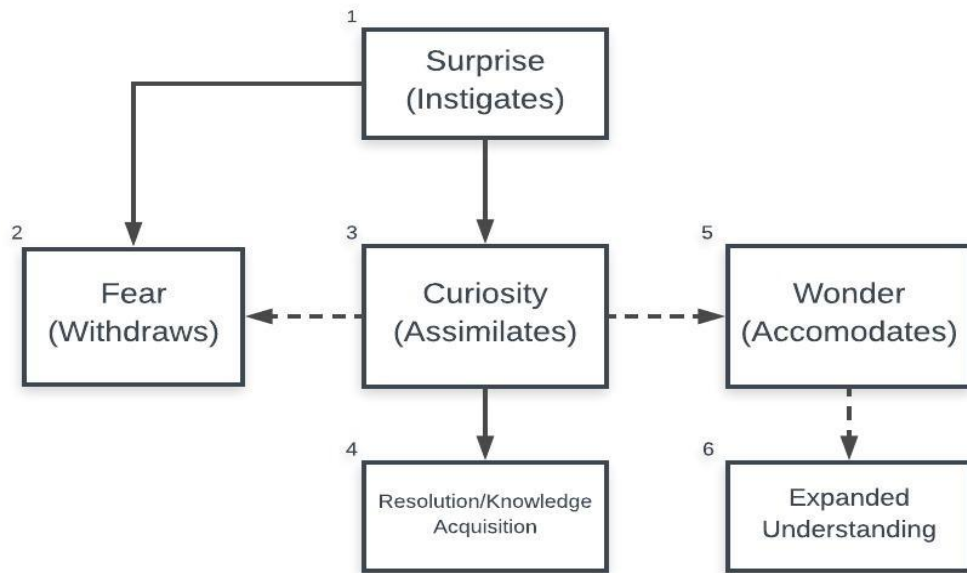 1
Surprise
(Instigates)
2
Fear
(Withdraws)
3
Curiosity
(Assimilates)
5
Wonder
(Accomodates)
4
Resolution/Knowledge
Acquisition
6
Expanded
Understanding